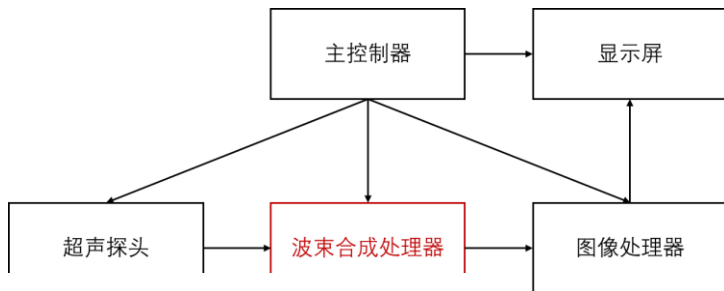 主控制器
显示屏
超声探头
波束合成处理器
图像处理器